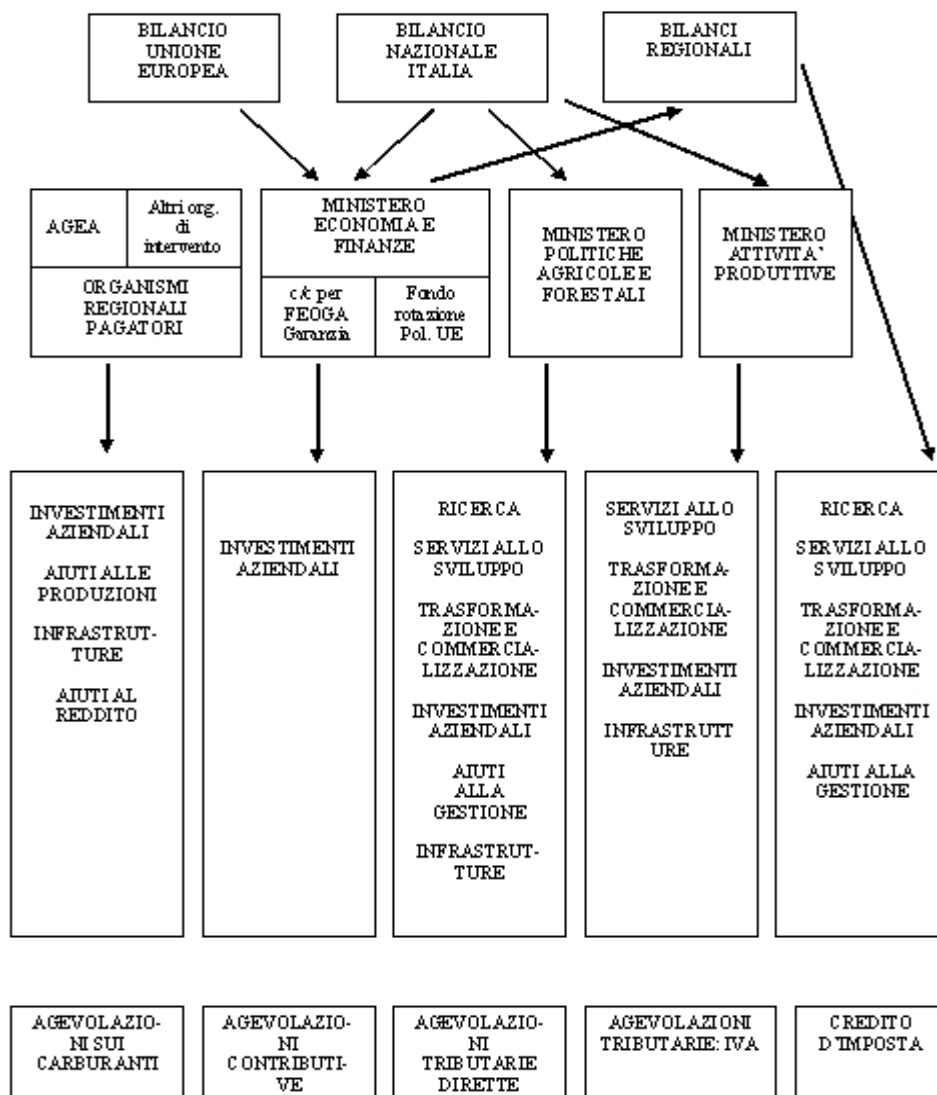 BILANCIO
UNIONE
EUROPEA
BILANCIO
NAZIONALE
ITALIA
BILANCI
REGIONALI
AGEA
Altri org.
di
intervento
ORGANISMI
REGIONALI
PAGATORI
MINISTERO
ECONOMIA E
FINANZE
c/c per
FEOGA
Garanzia
Fondo
rotazione
Pol. UE
MINISTERO
POLITICHE
AGRICOLE E
FORESTALI
MINISTERO
ATTIVITA'
PRODUTTIVE
INVESTIMENTI
AZIENDALI
AIUTI ALLE
PRODUZIONI
INFRASTRUT-
TURE
AIUTI AL
REDDITO
INVESTIMENTI
AZIENDALI
RICERCA
SERVIZI ALLO
SVILUPPO
TRASFORMA-
ZIONE E
COMMERCIA-
LIZZAZIONE
INVESTIMENTI
AZIENDALI
AIUTI
ALLA
GESTIONE
INFRASTRUT-
TURE
SERVIZI ALLO
SVILUPPO
TRASFORMA-
ZIONE E
COMMERCIA-
LIZZAZIONE
INVESTIMENTI
AZIENDALI
INFRASTRUTT
URE
RICERCA
SERVIZI ALLO
SVILUPPO
TRASFORMA-
ZIONE E
COMMERCIA-
LIZZAZIONE
INVESTIMENTI
AZIENDALI
AIUTI ALLA
GESTIONE
AGEVOLAZIO-
NI SUI
CARBURANTI
AGEVOLAZIO-
NI
CONTRIBUTI-
VE
AGEVOLAZIO-
NI
TRIBUTARIE
DIRETTE
AGEVOLAZIONI
TRIBUTARIE: IVA
CREDITO
D'IMPOSTA